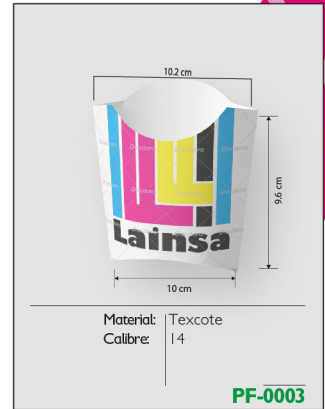 10.2 cm
9.6 cm
Lainsa
10 cm
Material: Texcote
Calibre: 14
PF-0003